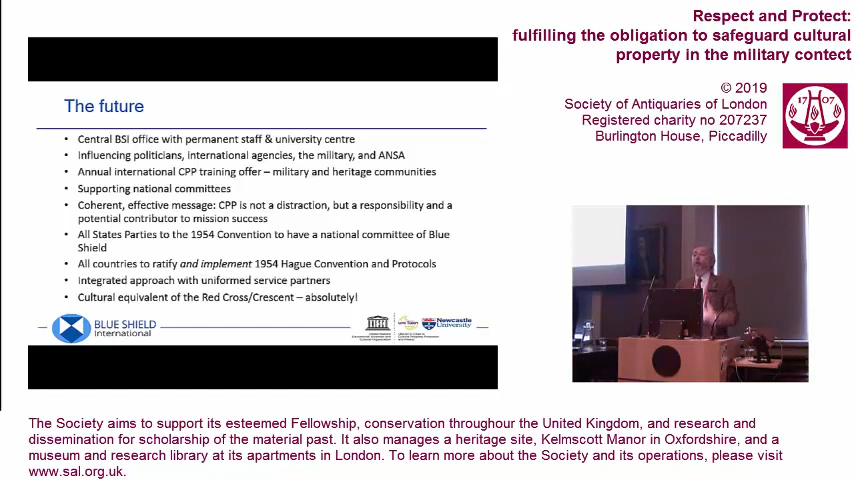 Respect and Protect:
fulfilling the obligation to safeguard cultural
property in the military contect
© 2019
Society of Antiquaries of London
Registered charity no 207237
Burlington House, Piccadilly
17 07
The future
• Central BSI office with permanent staff & university centre
• Influencing politicians, international agencies, the military, and ANSA
• Annual international CPP training offer – military and heritage communities
• Supporting national committees
• Coherent, effective message: CPP is not a distraction, but a responsibility and a
potential contributor to mission success
• All States Parties to the 1954 Convention to have a national committee of Blue
Shield
• All countries to ratify and implement 1954 Hague Convention and Protocols
• Integrated approach with uniformed service partners
• Cultural equivalent of the Red Cross/Crescent – absolutely!
BLUE SHIELD
International
Newcastle
University
The Society aims to support its esteemed Fellowship, conservation throughour the United Kingdom, and research and
dissemination for scholarship of the material past. It also manages a heritage site, Kelmscott Manor in Oxfordshire, and a
museum and research library at its apartments in London. To learn more about the Society and its operations, please visit
www.sal.org.uk.